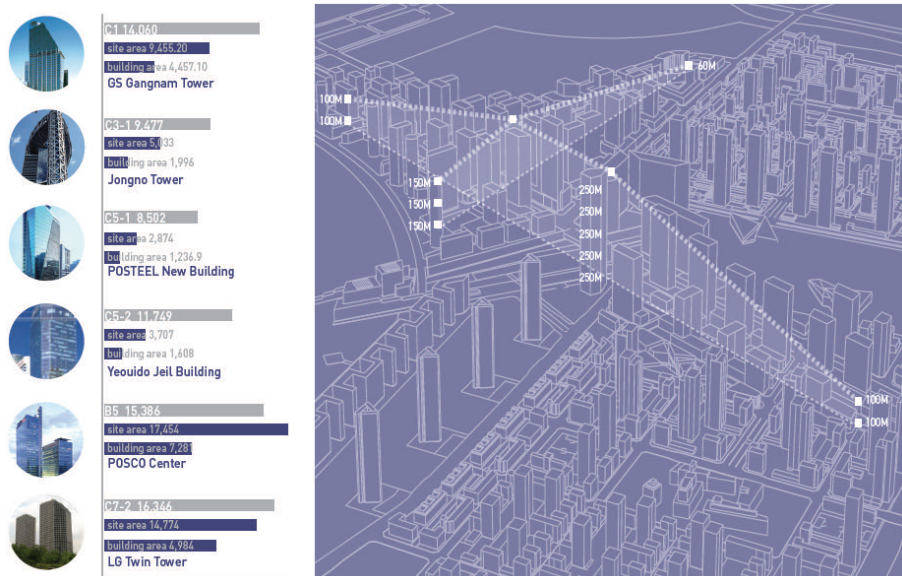 C1 14,060
site area 9,455.20
building area 4,457.10
GS Gangnam Tower
C3-1 9,477
site area 5,033
building area 1,996
Jongno Tower
C5-1 8,502
site area 2,874
building area 1,236.9
POSTEEL New Building
C5-2 11,749
site area 3,707
building area 1,608
Yeouido Jeil Building
B5 15,386
site area 17,454
building area 7,281
POSCO Center
C7-2 16,346
site area 14,774
building area 4,984
LG Twin Tower
60M
100M
100M
150M
150M
150M
250M
250M
250M
250M
250M
100M
100M